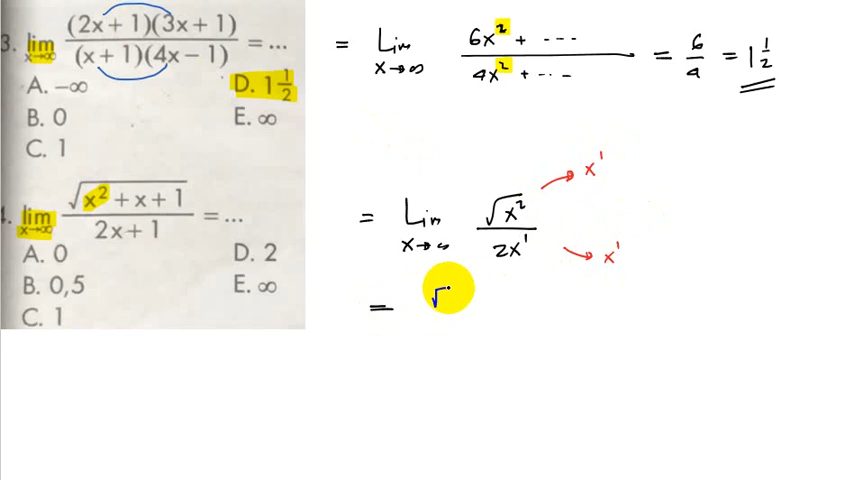 3. lim x→∞ (2x + 1)(3x + 1) / (x + 1)(4x − 1) = ...
A. −∞ D. 1 1/2
B. 0 E. ∞
C. 1
= Lim x→∞ 6x² + --- / 4x² + --- = 6/4 = 1 1/2
4. lim x→∞ √(x² + x + 1) / 2x + 1 = ...
A. 0 D. 2
B. 0,5 E. ∞
C. 1
= Lim x→∞ √x² / 2x¹
→ x¹
→ x¹
= √